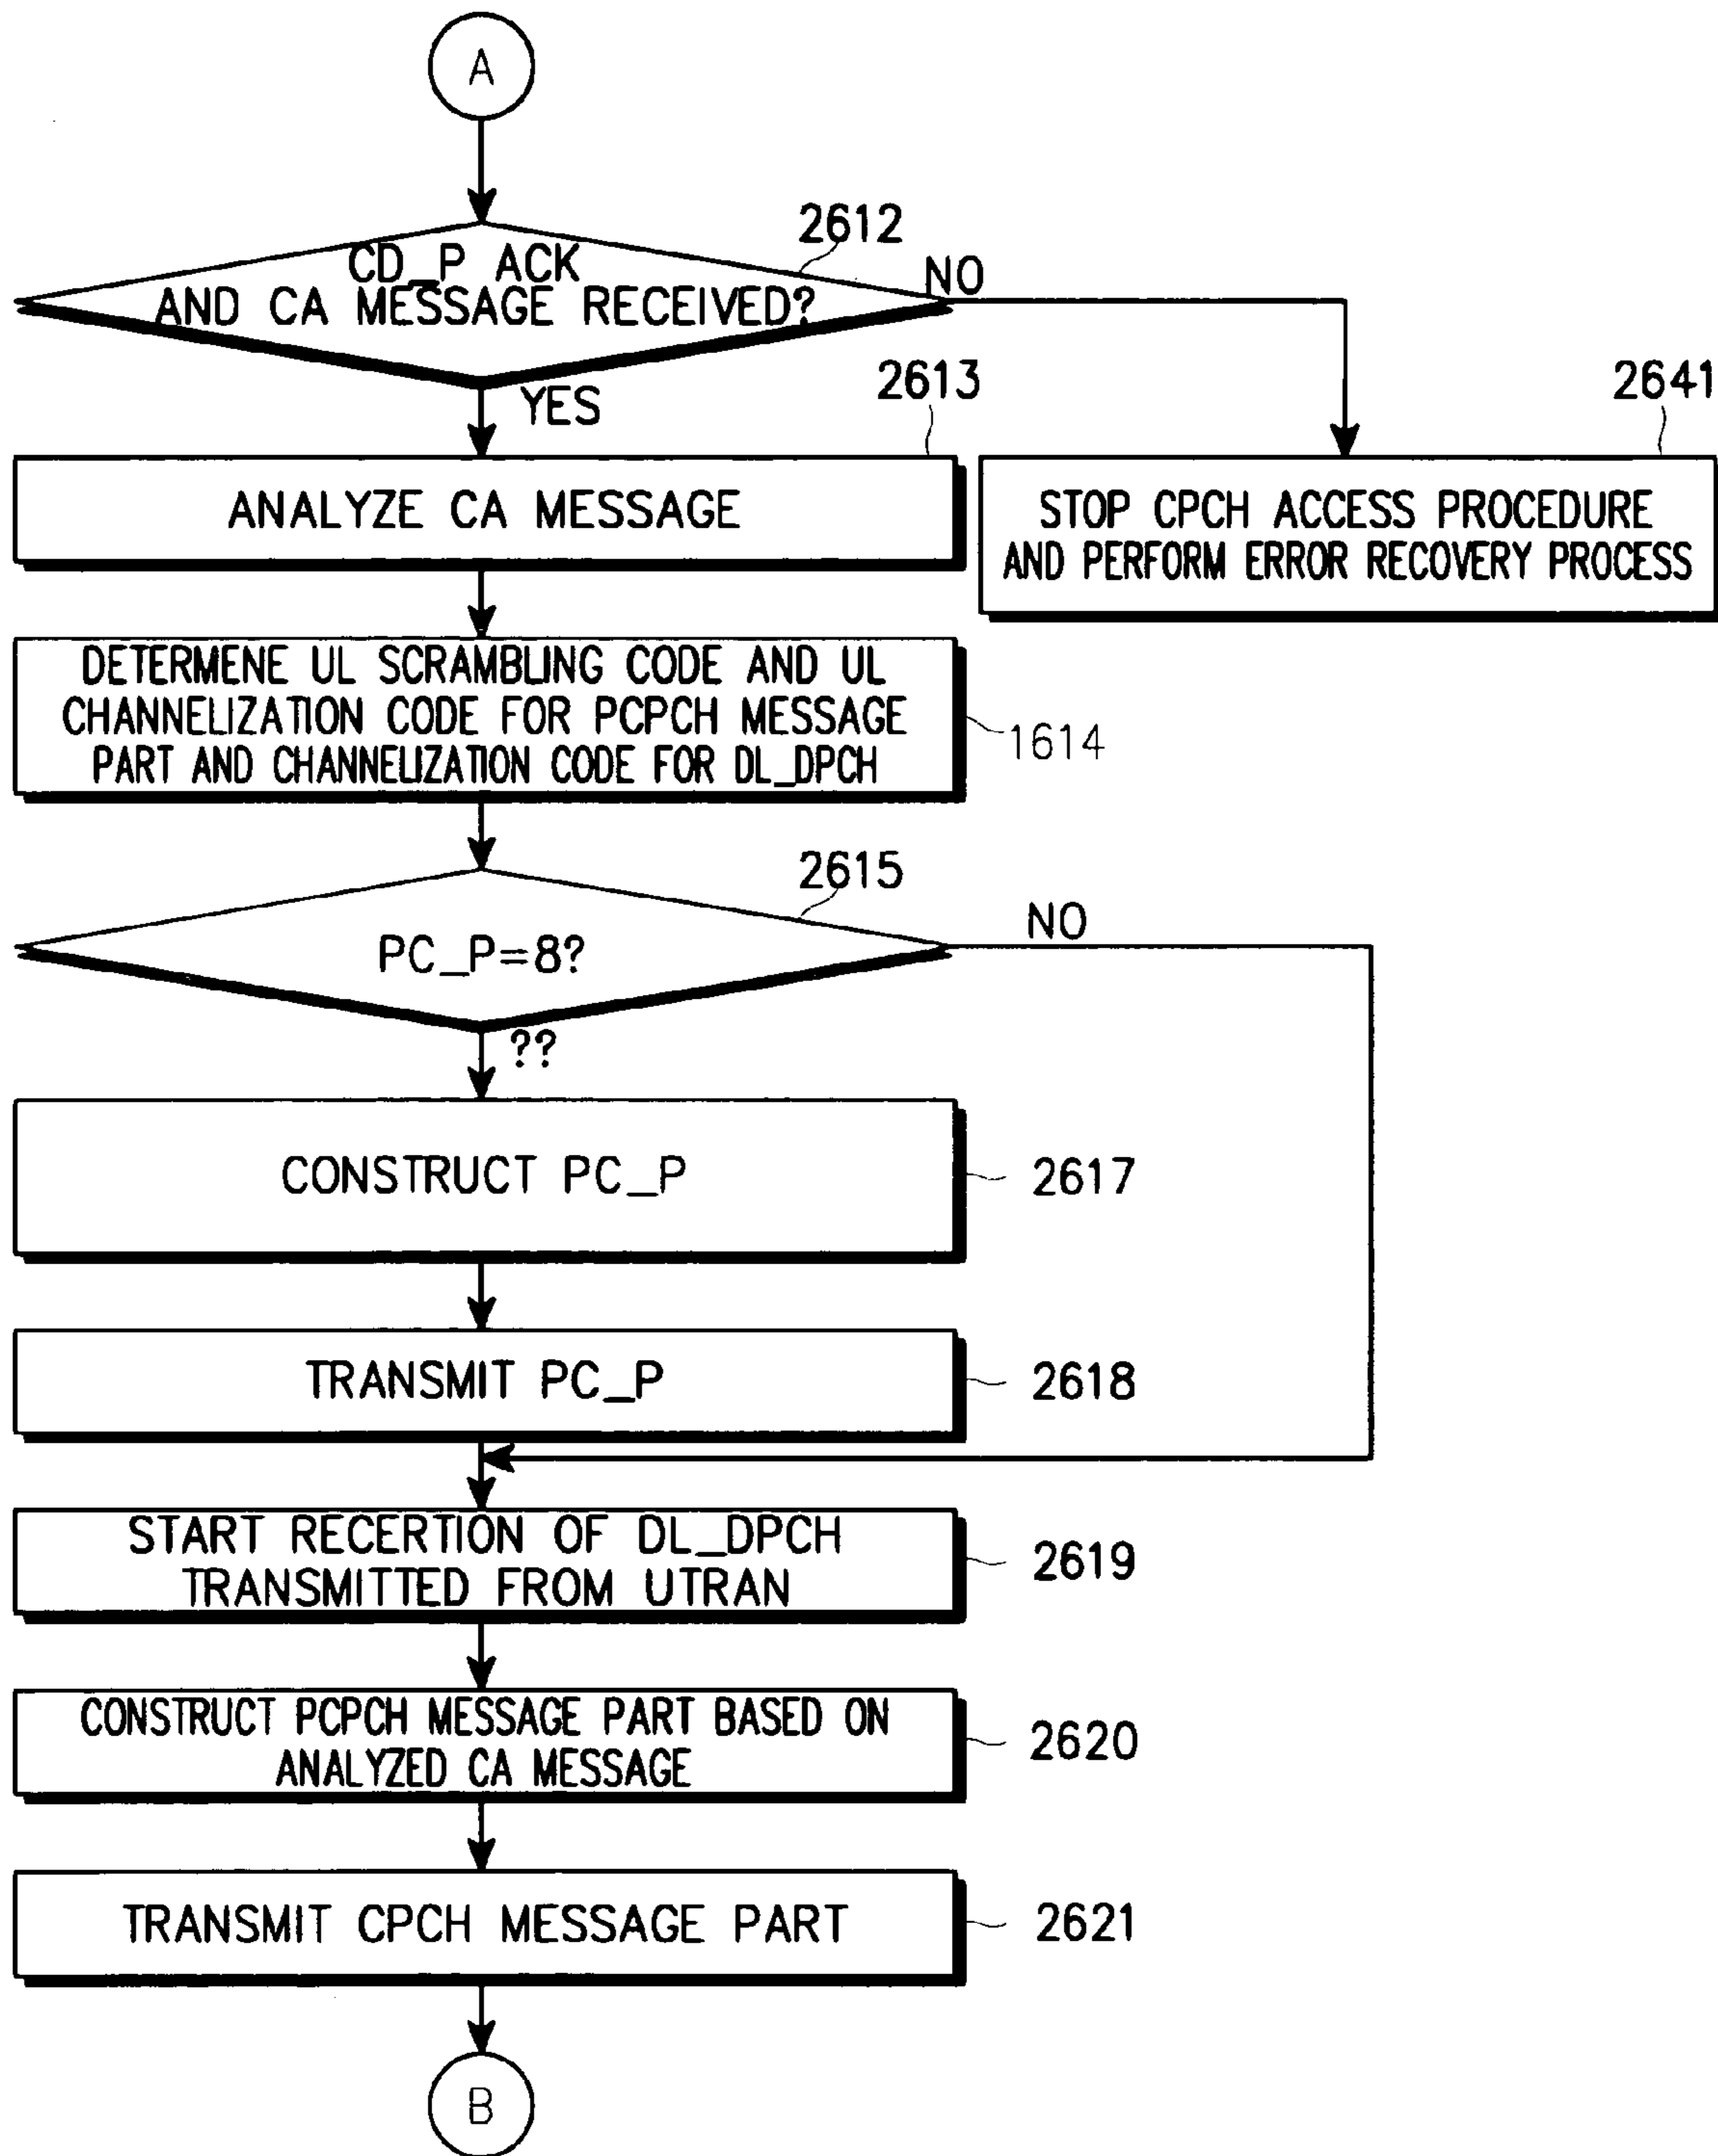 A
2612
CD_P ACK
AND CA MESSAGE RECEIVED?
NO
YES
2613
2641
ANALYZE CA MESSAGE
STOP CPCH ACCESS PROCEDURE
AND PERFORM ERROR RECOVERY PROCESS
DETERMENE UL SCRAMBLING CODE AND UL
CHANNELIZATION CODE FOR PCPCH MESSAGE
PART AND CHANNELIZATION CODE FOR DL_DPCH
1614
2615
NO
PC_P=8?
??
CONSTRUCT PC_P
2617
TRANSMIT PC_P
2618
START RECERTION OF DL_DPCH
TRANSMITTED FROM UTRAN
2619
CONSTRUCT PCPCH MESSAGE PART BASED ON
ANALYZED CA MESSAGE
2620
TRANSMIT CPCH MESSAGE PART
2621
B